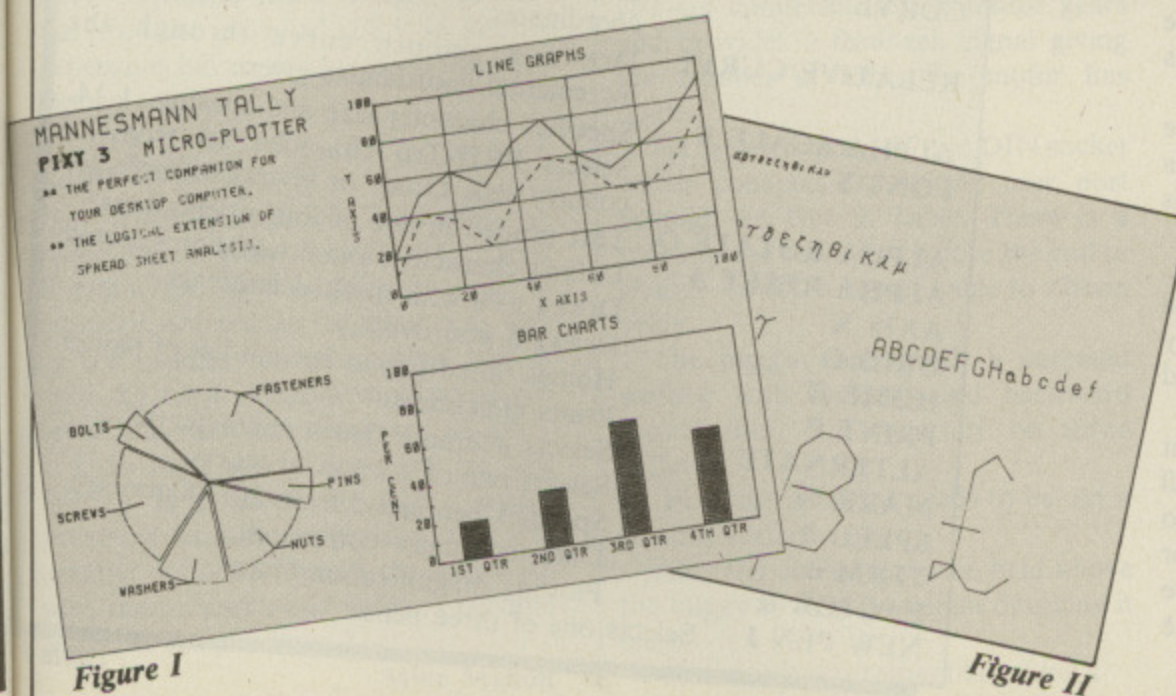 MANNESMANN TALLY
PIXY 3 MICRO-PLOTTER
** THE PERFECT COMPANION FOR
YOUR DESKTOP COMPUTER.
** THE LOGICAL EXTENSION OF
SPREAD SHEET ANALYSIS.
LINE GRAPHS
100
80
60
40
20
0
Y AXIS
0 20 40 60 80 100
X AXIS
BAR CHARTS
100
80
60
40
20
0
PER CENT
1ST QTR 2ND QTR 3RD QTR 4TH QTR
FASTENERS
BOLTS
PINS
SCREWS
NUTS
WASHERS
δεζηθικλμ
γ
ABCDEFGHabcdef
8
Figure I
Figure II